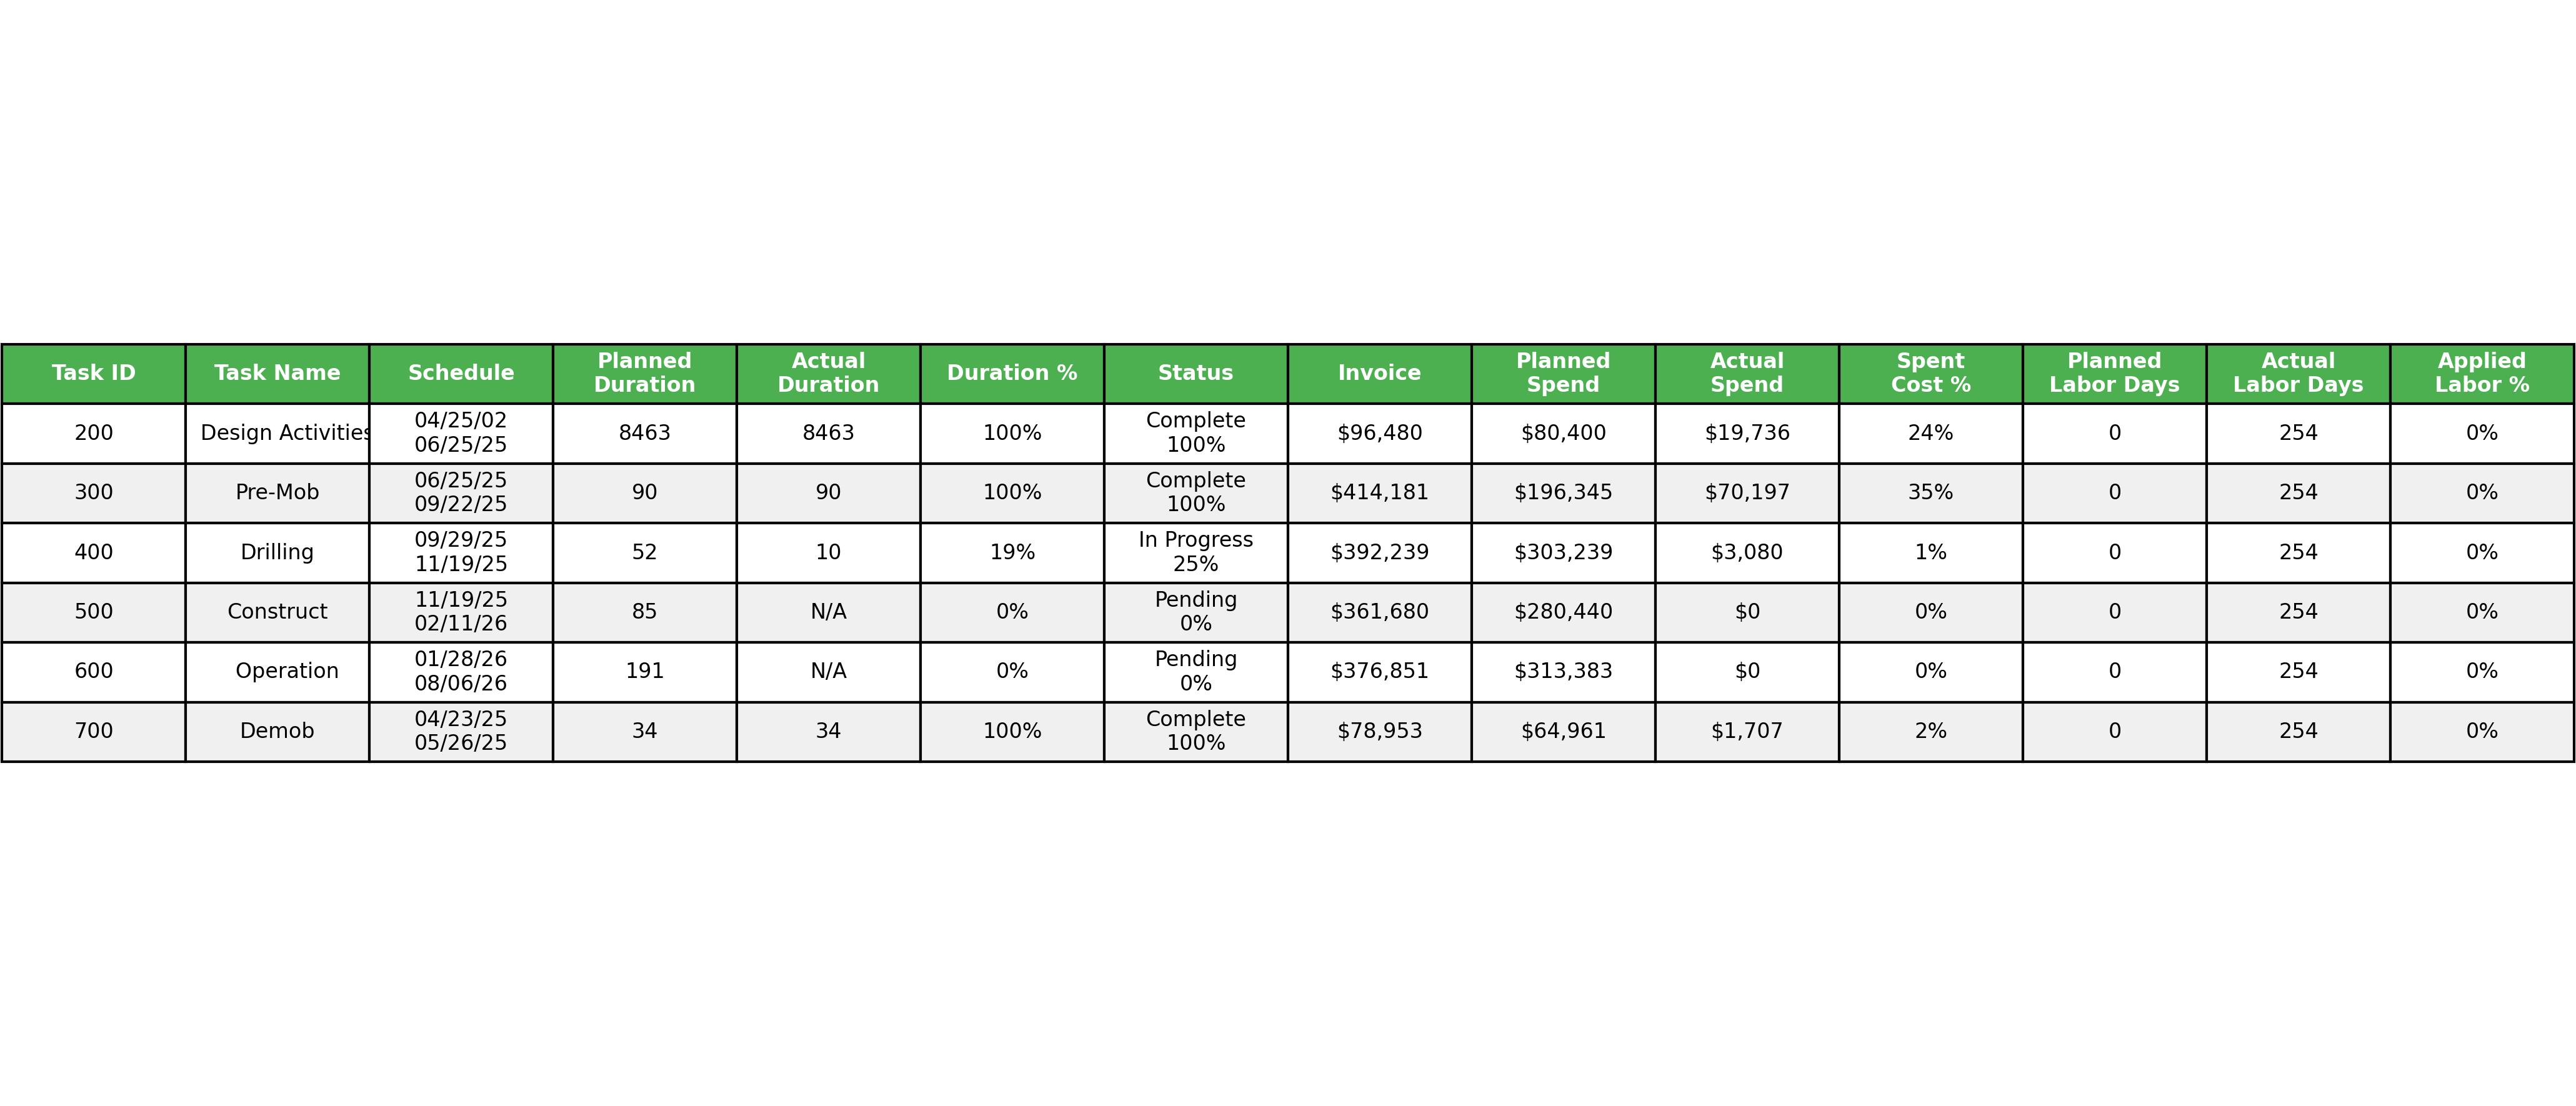 Task ID Task Name Schedule Planned Duration Actual Duration Duration % Status Invoice Planned Spend Actual Spend Spent Cost % Planned Labor Days Actual Labor Days Applied Labor %
200 Design Activities 04/25/02 06/25/25 8463 8463 100% Complete 100% $96,480 $80,400 $19,736 24% 0 254 0%
300 Pre-Mob 06/25/25 09/22/25 90 90 100% Complete 100% $414,181 $196,345 $70,197 35% 0 254 0%
400 Drilling 09/29/25 11/19/25 52 10 19% In Progress 25% $392,239 $303,239 $3,080 1% 0 254 0%
500 Construct 11/19/25 02/11/26 85 N/A 0% Pending 0% $361,680 $280,440 $0 0% 0 254 0%
600 Operation 01/28/26 08/06/26 191 N/A 0% Pending 0% $376,851 $313,383 $0 0% 0 254 0%
700 Demob 04/23/25 05/26/25 34 34 100% Complete 100% $78,953 $64,961 $1,707 2% 0 254 0%